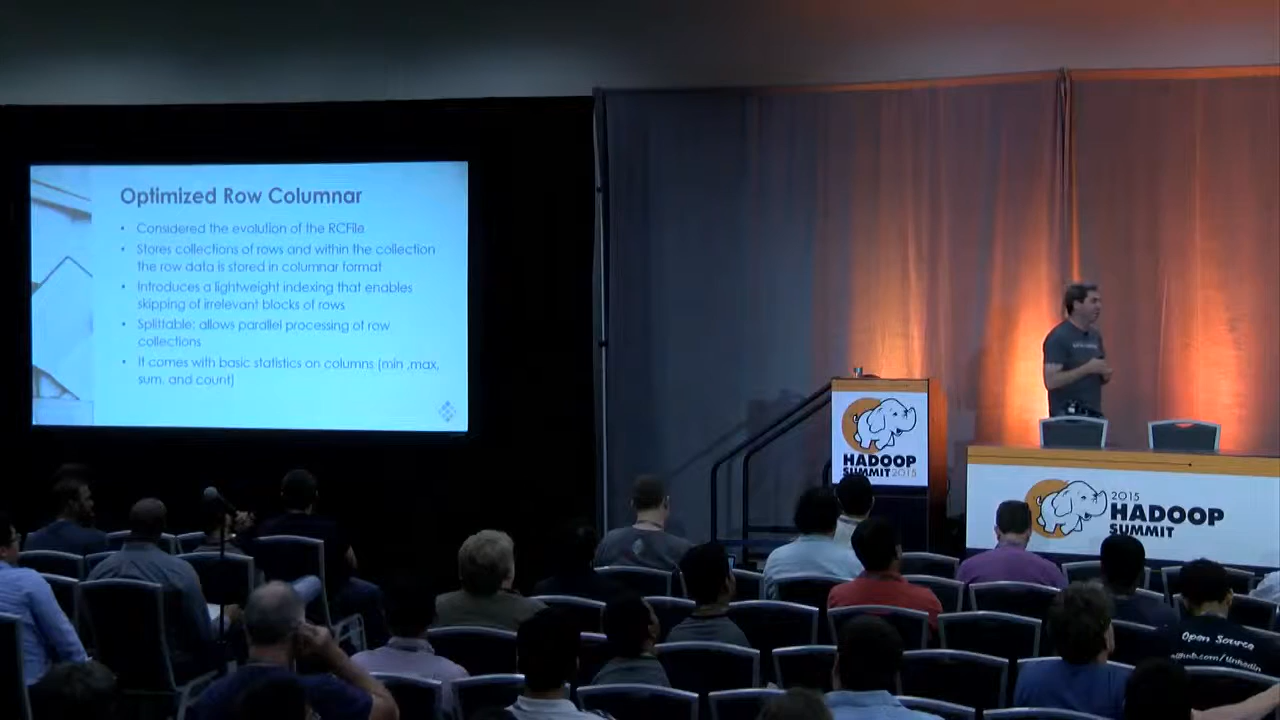 Optimized Row Columnar
• Considered the evolution of the RCFile
• Stores collections of rows and within the collection
the row data is stored in columnar format
• Introduces a lightweight indexing that enables
skipping of irrelevant blocks of rows
• Splittable: allows parallel processing of row
collections
• It comes with basic statistics on columns (min ,max,
sum, and count)
HADOOP
SUMMIT2015
2015
HADOOP
SUMMIT
Open Source